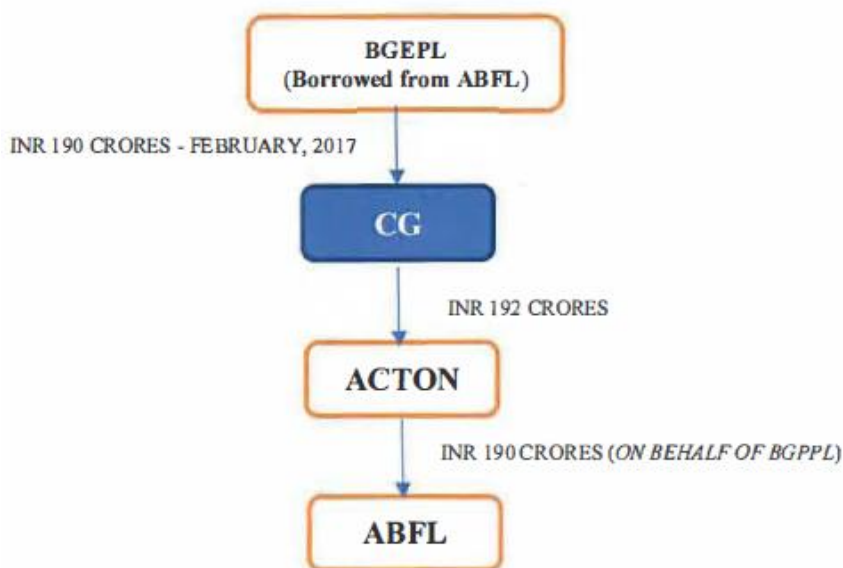 BGEPL
(Borrowed from ABFL)
INR 190 CRORES - FEBRUARY, 2017
CG
INR 192 CRORES
ACTON
INR 190 CRORES (ON BEHALF OF BGPPL)
ABFL